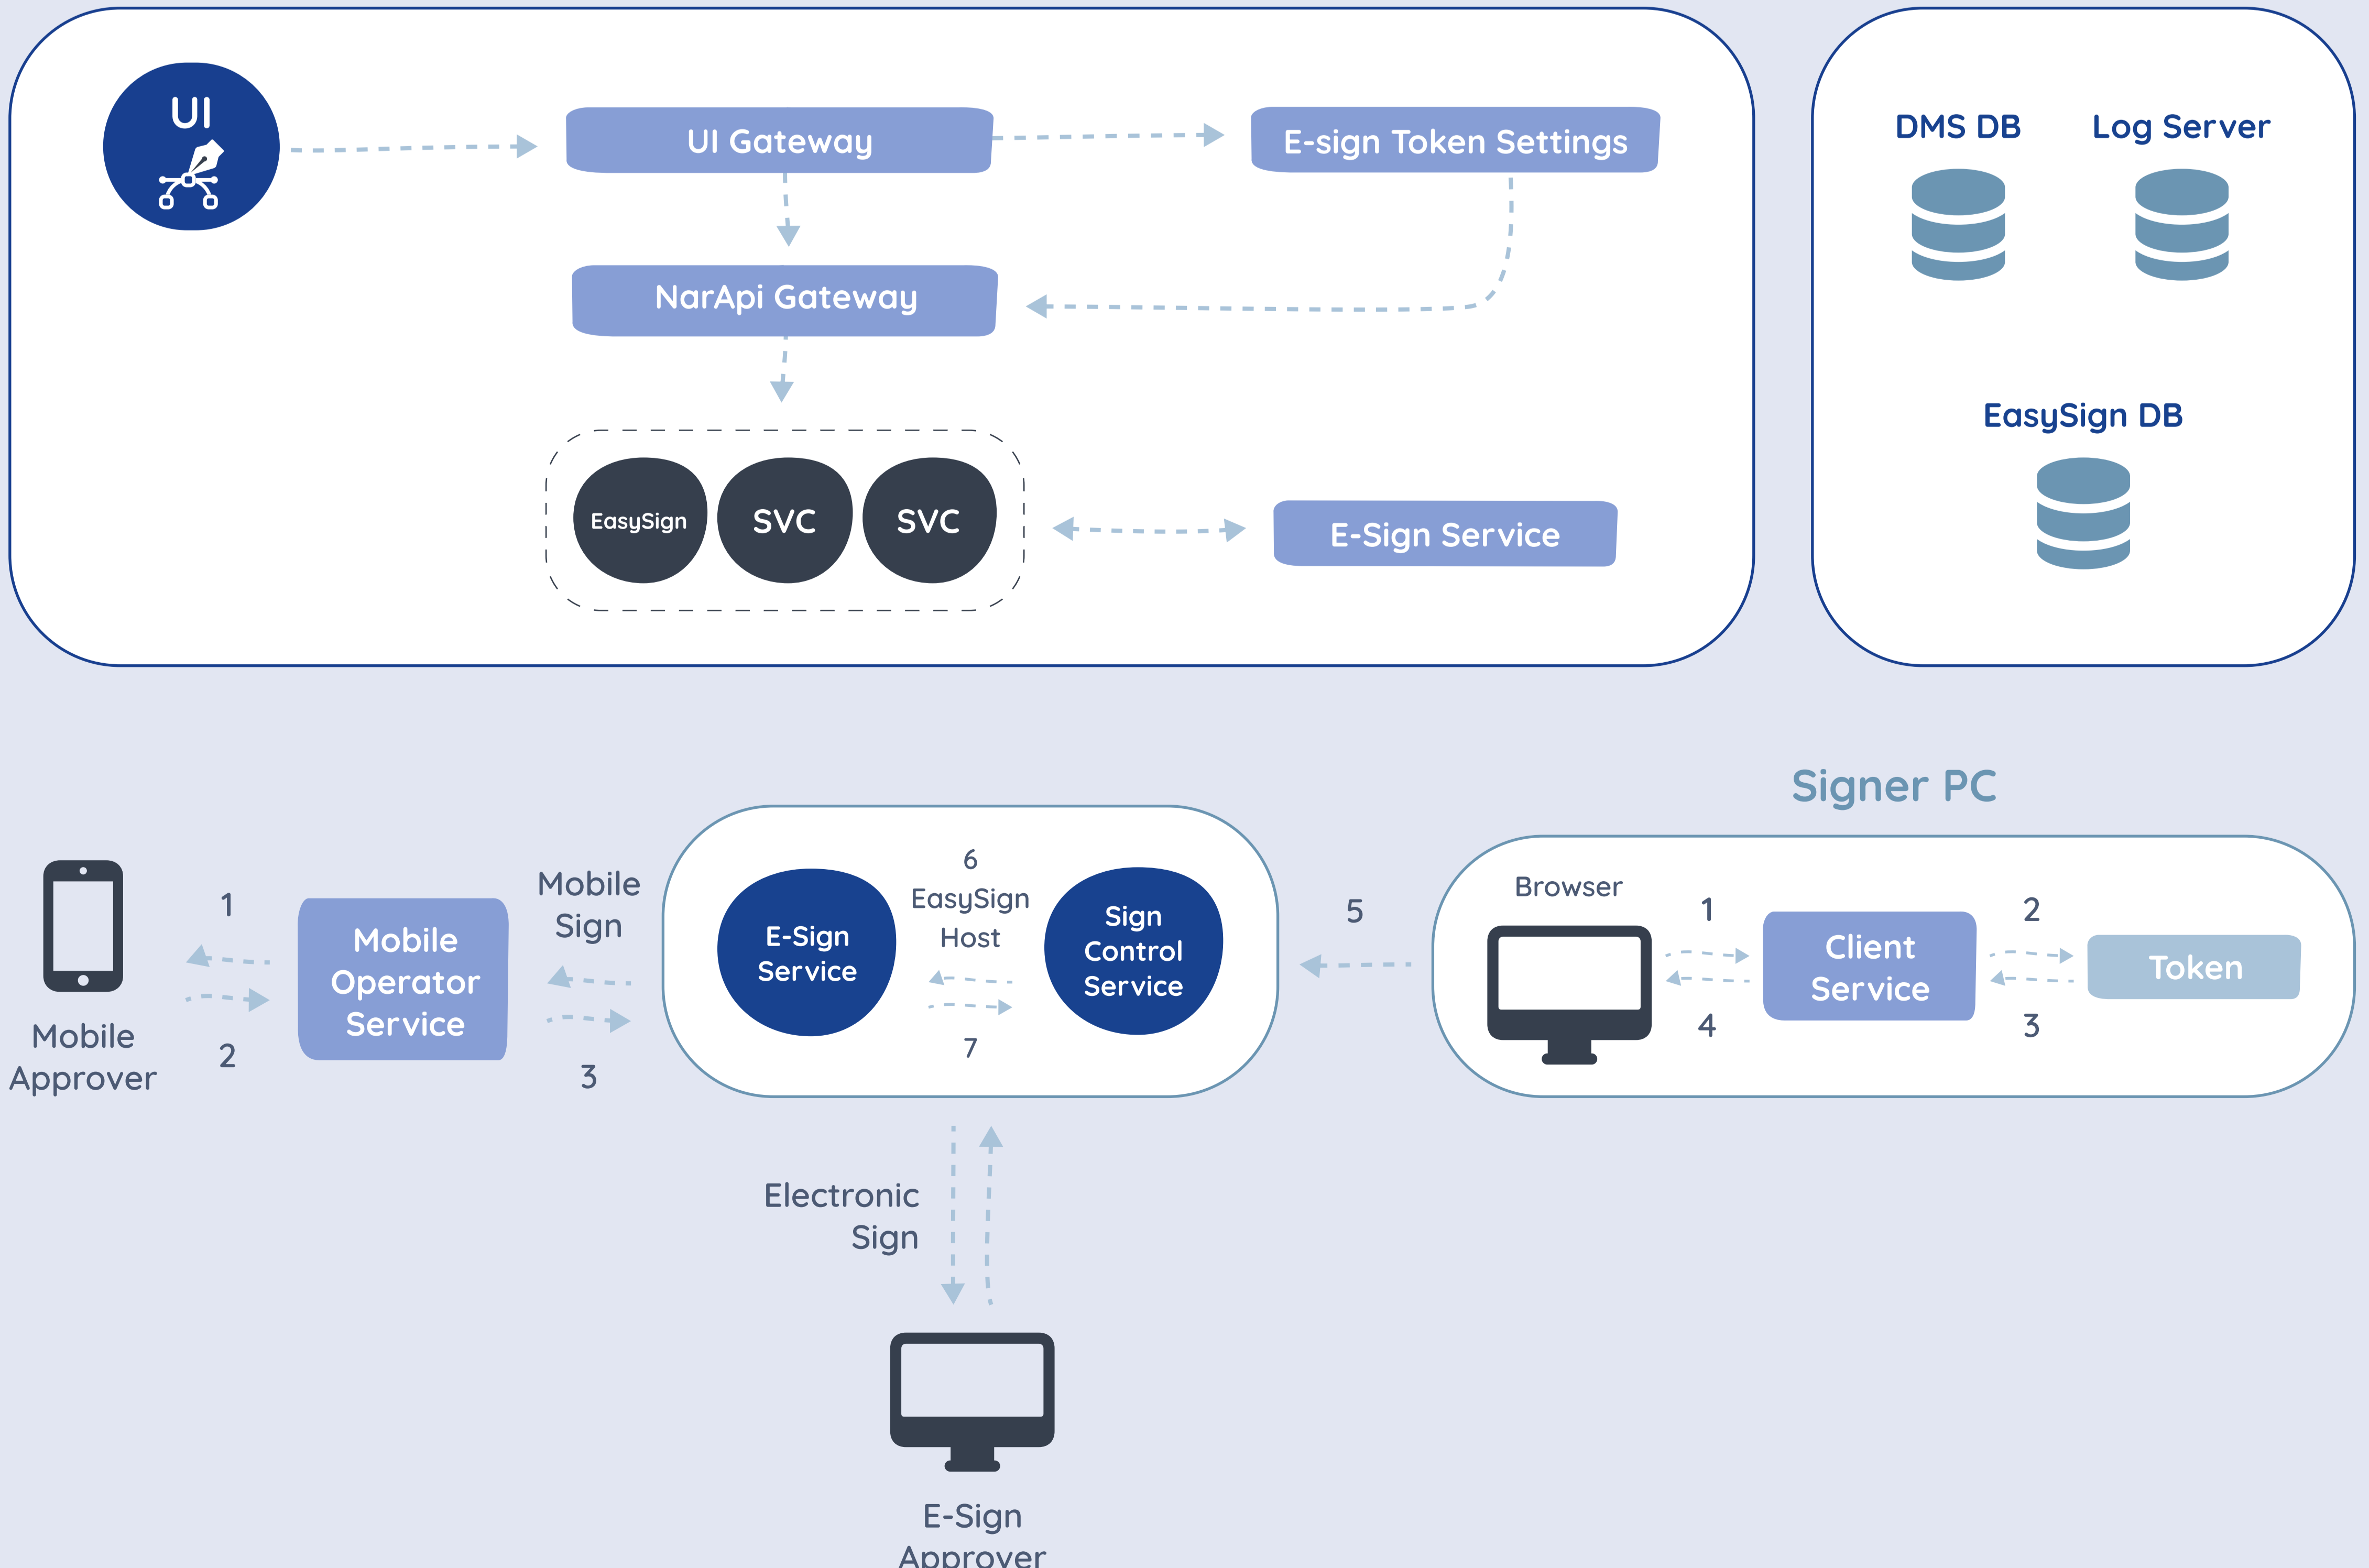 UI
UI Gateway
E-sign Token Settings
NarApi Gateway
EasySign
SVC
SVC
E-Sign Service
DMS DB
Log Server
EasySign DB
Signer PC
Mobile
Approver
1
2
Mobile
Operator
Service
Mobile
Sign
3
E-Sign
Service
6
EasySign
Host
7
Sign
Control
Service
5
Browser
1
4
Client
Service
2
3
Token
Electronic
Sign
E-Sign
Approver